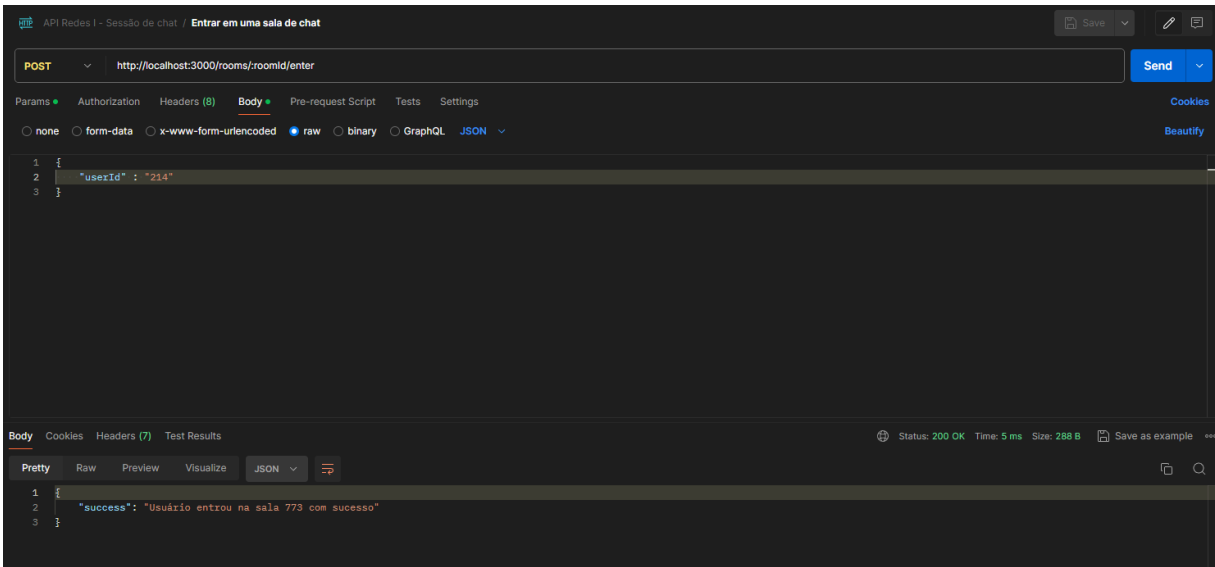 HTTP API Redes I - Sessão de chat / Entrar em uma sala de chat Save
POST http://localhost:3000/rooms/:roomId/enter Send
Params Authorization Headers (8) Body Pre-request Script Tests Settings Cookies
none form-data x-www-form-urlencoded raw binary GraphQL JSON Beautify
1 {
2 "userId" : "214"
3 }
Body Cookies Headers (7) Test Results Status: 200 OK Time: 5 ms Size: 288 B Save as example
Pretty Raw Preview Visualize JSON
1 {
2 "success": "Usuário entrou na sala 773 com sucesso"
3 }